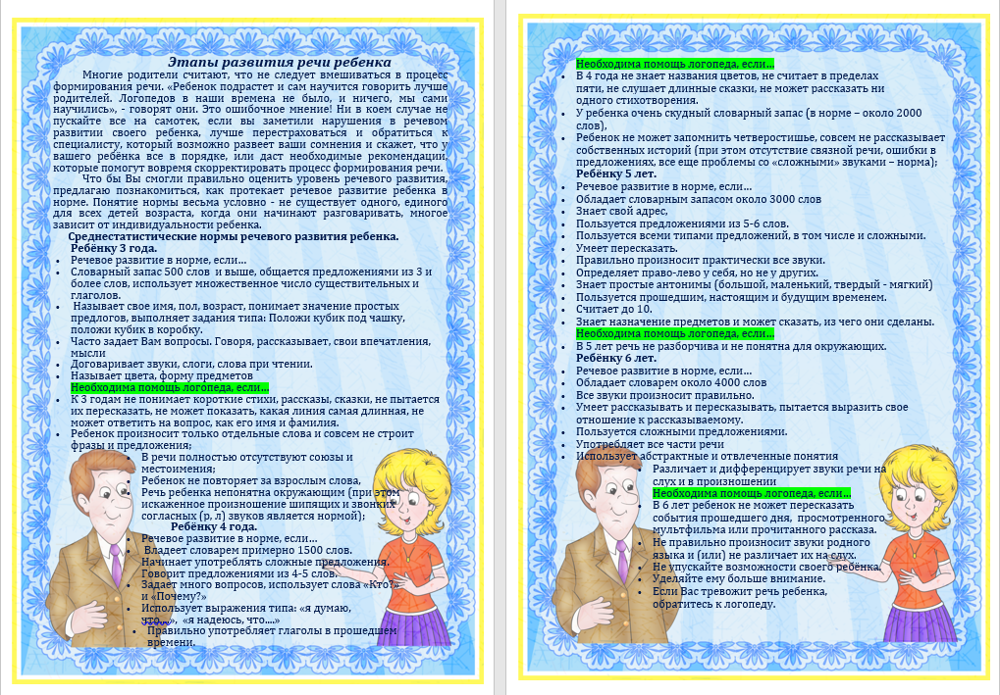 Этапы развития речи ребенка
Многие родители считают, что не следует вмешиваться в процесс
формирования речи. «Ребенок подрастет и сам научится говорить лучше
родителей. Логопедов в наши времена не было, и ничего, мы сами
научились», - говорят они. Это ошибочное мнение! Ни в коем случае не
пускайте все на самотек, если вы заметили нарушения в речевом
развитии своего ребенка, лучше перестраховаться и обратиться к
специалисту, который возможно развеет ваши сомнения и скажет, что у
вашего ребёнка все в порядке, или даст необходимые рекомендации,
которые помогут вовремя скорректировать процесс формирования речи.
Что бы Вы смогли правильно оценить уровень речевого развития,
предлагаю познакомиться, как протекает речевое развитие ребенка в
норме. Понятие нормы весьма условно - не существует одного, единого
для всех детей возраста, когда они начинают разговаривать, многое
зависит от индивидуальности ребенка.
Среднестатистические нормы речевого развития ребенка.
Ребёнку 3 года.
• Речевое развитие в норме, если…
• Словарный запас 500 слов и выше, общается предложениями из 3 и
более слов, использует множественное число существительных и
глаголов.
• Называет свое имя, пол, возраст, понимает значение простых
предлогов, выполняет задания типа: Положи кубик под чашку,
положи кубик в коробку.
• Часто задает Вам вопросы. Говоря, рассказывает, свои впечатления,
мысли
• Договаривает звуки, слоги, слова при чтении.
• Называет цвета, форму предметов
Необходима помощь логопеда, если…
• К 3 годам не понимает короткие стихи, рассказы, сказки, не пытается
их пересказать, не может показать, какая линия самая длинная, не
может ответить на вопрос, как его имя и фамилия.
• Ребенок произносит только отдельные слова и совсем не строит
фразы и предложения;
• В речи полностью отсутствуют союзы и
местоимения;
• Ребенок не повторяет за взрослым слова,
• Речь ребенка непонятна окружающим (при этом
искаженное произношение шипящих и звонких
согласных (р, л) звуков является нормой);
Ребёнку 4 года.
• Речевое развитие в норме, если…
• Владеет словарем примерно 1500 слов.
Начинает употреблять сложные предложения.
Говорит предложениями из 4-5 слов.
• Задаёт много вопросов, использует слова «Кто?»
и «Почему?»
• Использует выражения типа: «я думаю,
что…», «я надеюсь, что....»
• Правильно употребляет глаголы в прошедшем
времени.
Необходима помощь логопеда, если…
• В 4 года не знает названия цветов, не считает в пределах
пяти, не слушает длинные сказки, не может рассказать ни
одного стихотворения.
• У ребенка очень скудный словарный запас (в норме – около 2000
слов),
• Ребенок не может запомнить четверостишье, совсем не рассказывает
собственных историй (при этом отсутствие связной речи, ошибки в
предложениях, все еще проблемы со «сложными» звуками – норма);
Ребёнку 5 лет.
• Речевое развитие в норме, если…
• Обладает словарным запасом около 3000 слов
• Знает свой адрес,
• Пользуется предложениями из 5-6 слов.
• Пользуется всеми типами предложений, в том числе и сложными.
• Умеет пересказать.
• Правильно произносит практически все звуки.
• Определяет право-лево у себя, но не у других.
• Знает простые антонимы (большой, маленький, твердый - мягкий)
• Пользуется прошедшим, настоящим и будущим временем.
• Считает до 10.
• Знает назначение предметов и может сказать, из чего они сделаны.
Необходима помощь логопеда, если…
• В 5 лет речь не разборчива и не понятна для окружающих.
Ребёнку 6 лет.
• Речевое развитие в норме, если…
• Обладает словарем около 4000 слов
• Все звуки произносит правильно.
• Умеет рассказывать и пересказывать, пытается выразить свое
отношение к рассказываемому.
• Пользуется сложными предложениями.
• Употребляет все части речи
• Использует абстрактные и отвлеченные понятия
• Различает и дифференцирует звуки речи на
слух и в произношении
Необходима помощь логопеда, если…
• В 6 лет ребенок не может пересказать
события прошедшего дня, просмотренного
мультфильма или прочитанного рассказа.
• Не правильно произносит звуки родного
языка и (или) не различает их на слух.
• Не упускайте возможности своего ребёнка.
• Уделяйте ему больше внимание.
• Если Вас тревожит речь ребенка,
обратитесь к логопеду.